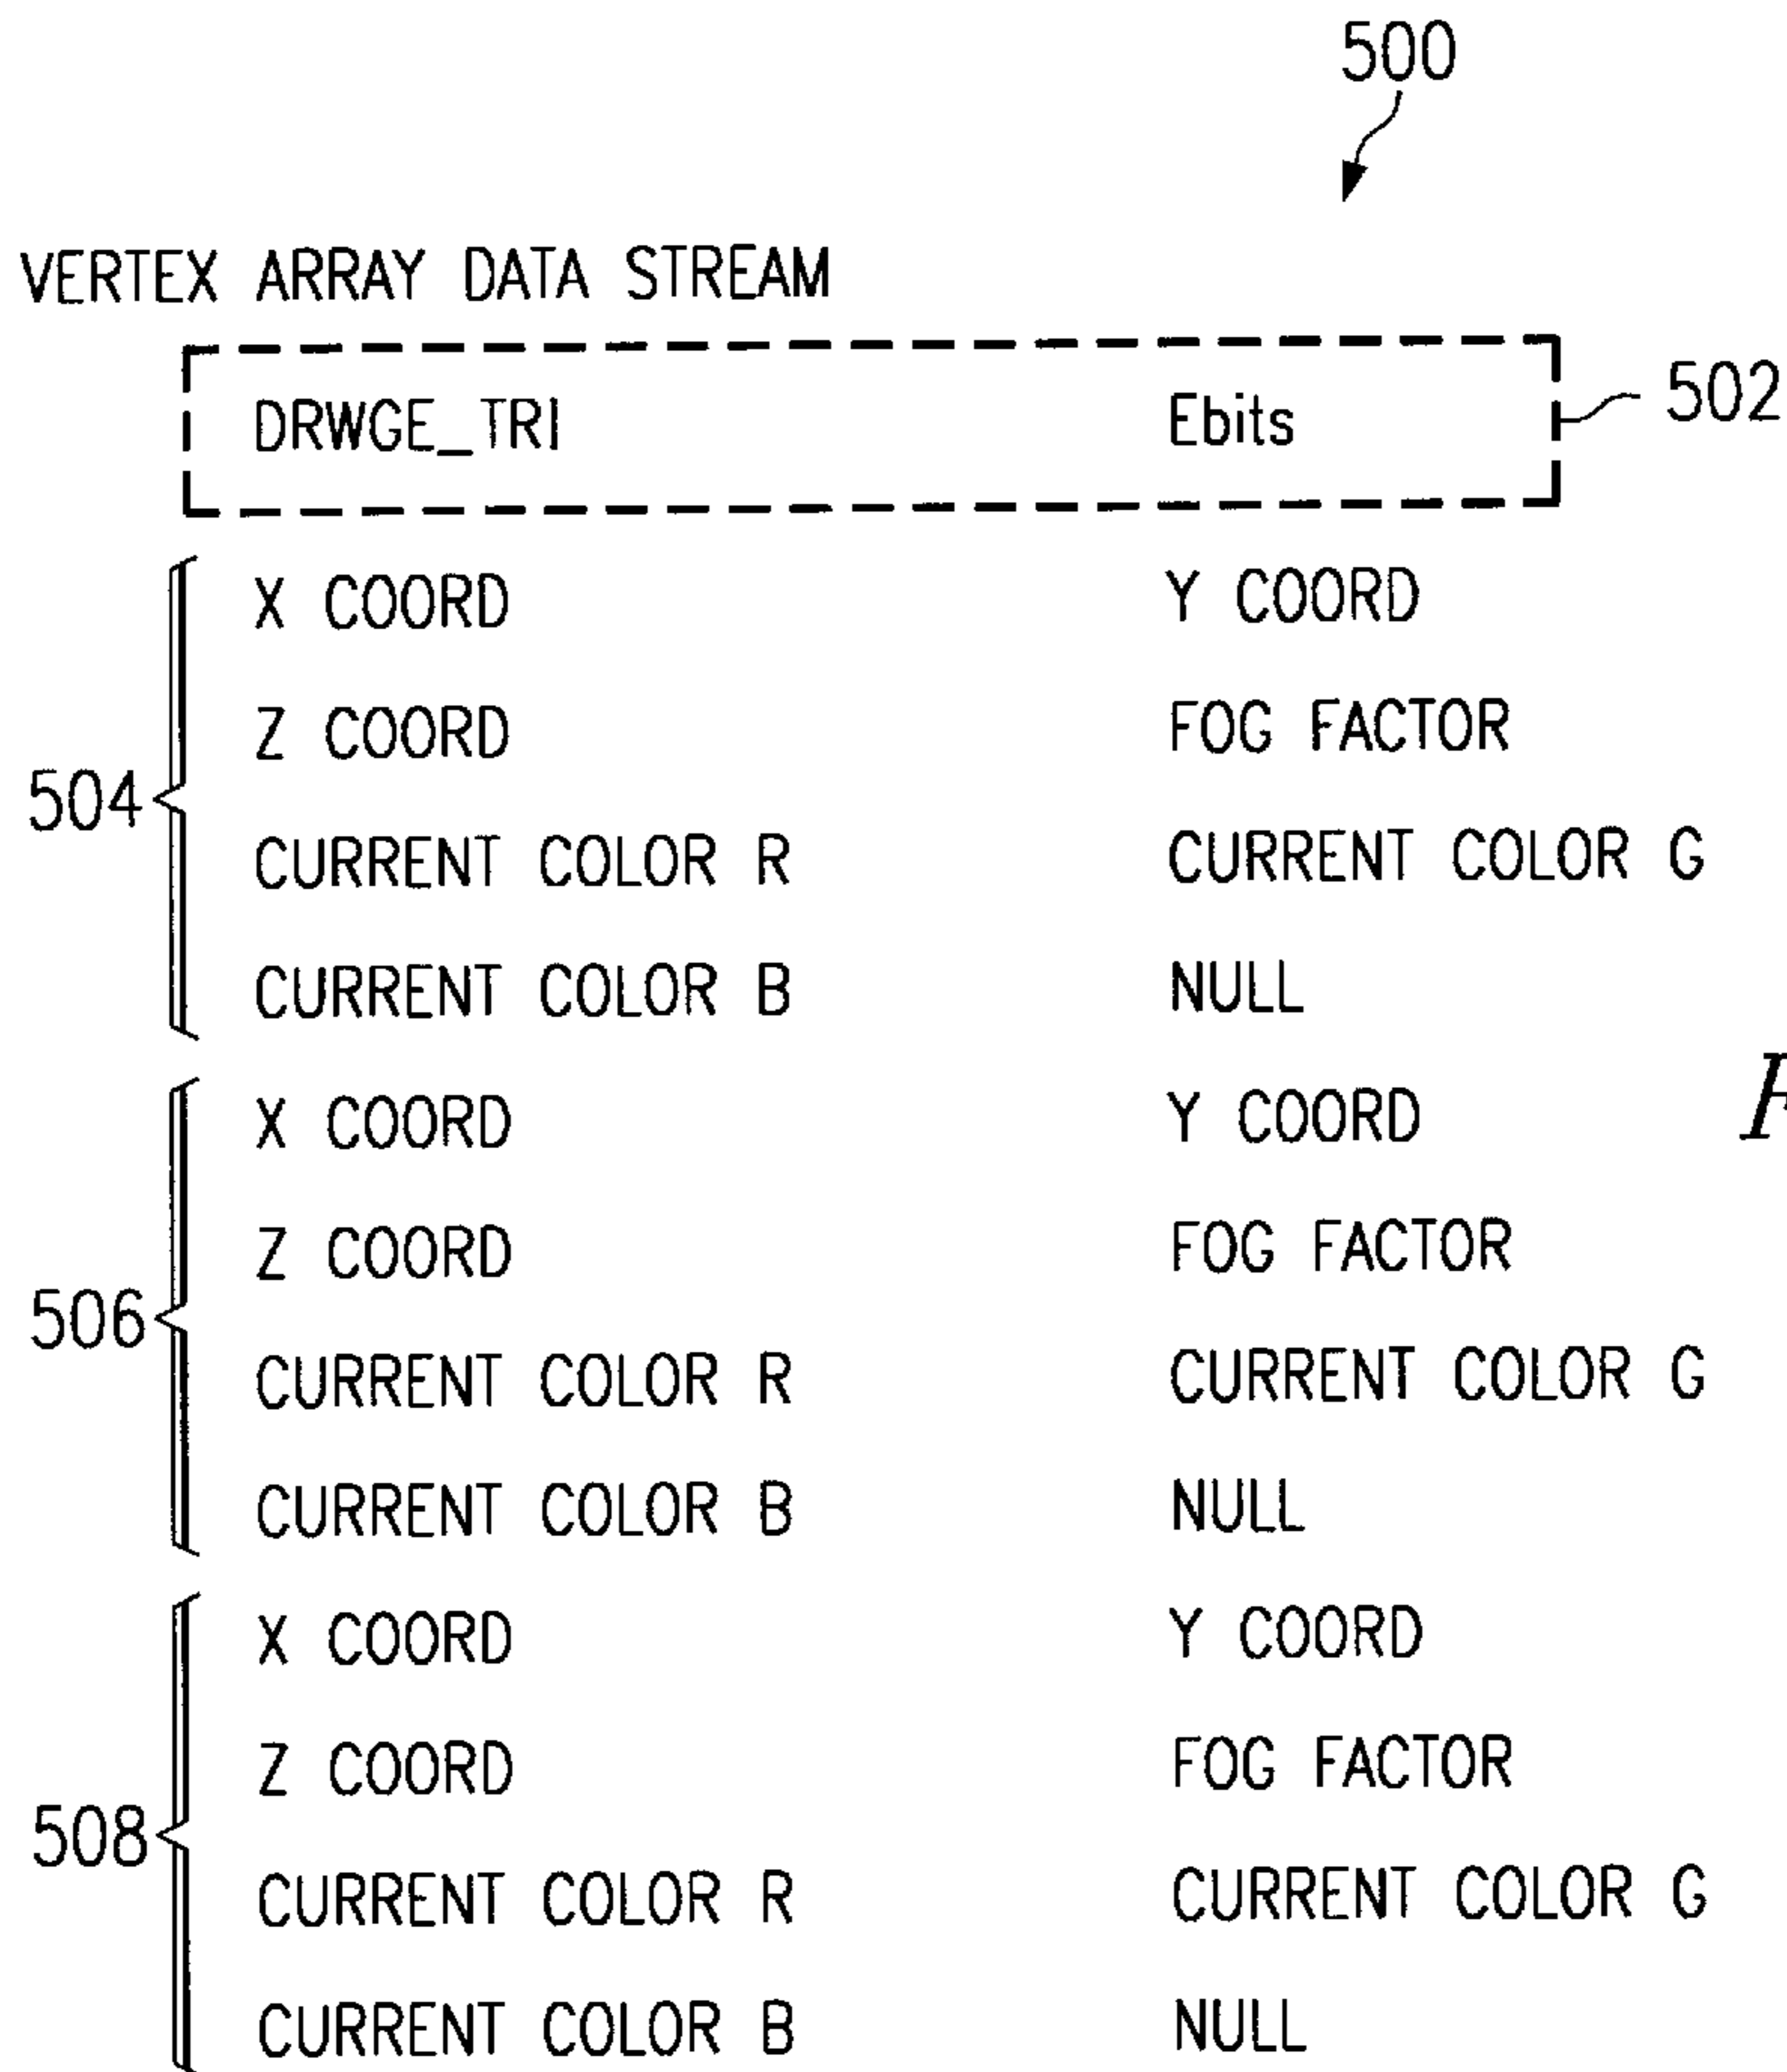 500
VERTEX ARRAY DATA STREAM
DRWGE_TRI Ebits 502
X COORD Y COORD
Z COORD FOG FACTOR
504
CURRENT COLOR R CURRENT COLOR G
CURRENT COLOR B NULL
X COORD Y COORD
Z COORD FOG FACTOR
506
CURRENT COLOR R CURRENT COLOR G
CURRENT COLOR B NULL
X COORD Y COORD
Z COORD FOG FACTOR
508
CURRENT COLOR R CURRENT COLOR G
CURRENT COLOR B NULL